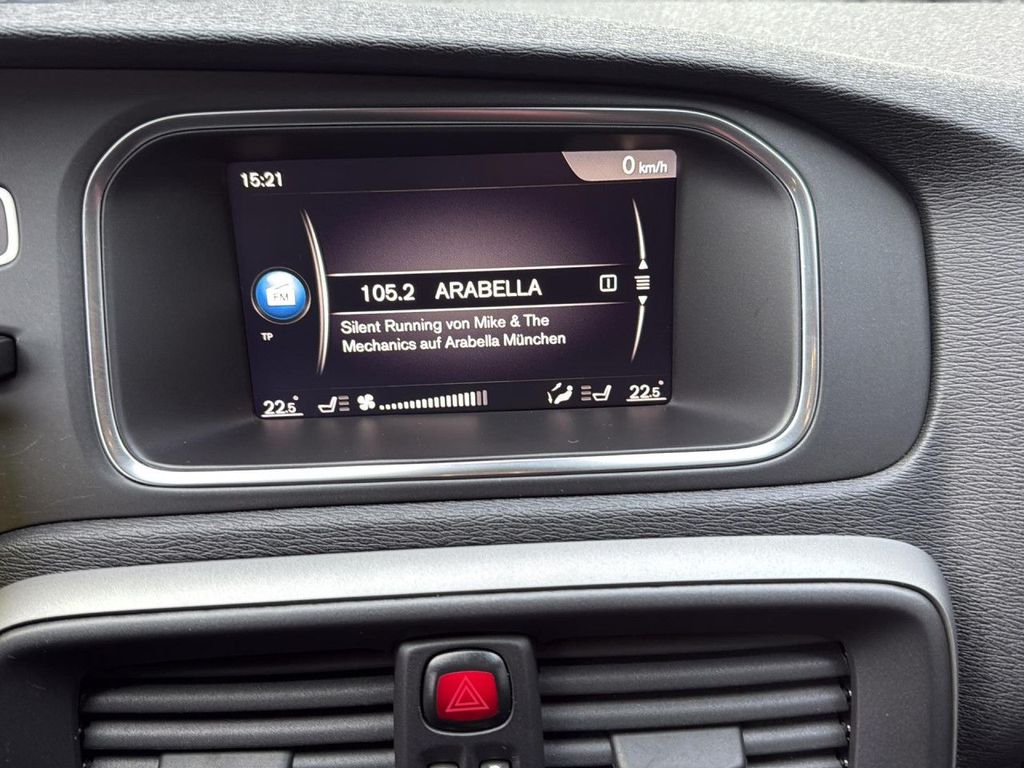 15:21
0 km/h
FM
105.2 ARABELLA
TP
Silent Running von Mike & The
Mechanics auf Arabella München
22.5° 22.5°